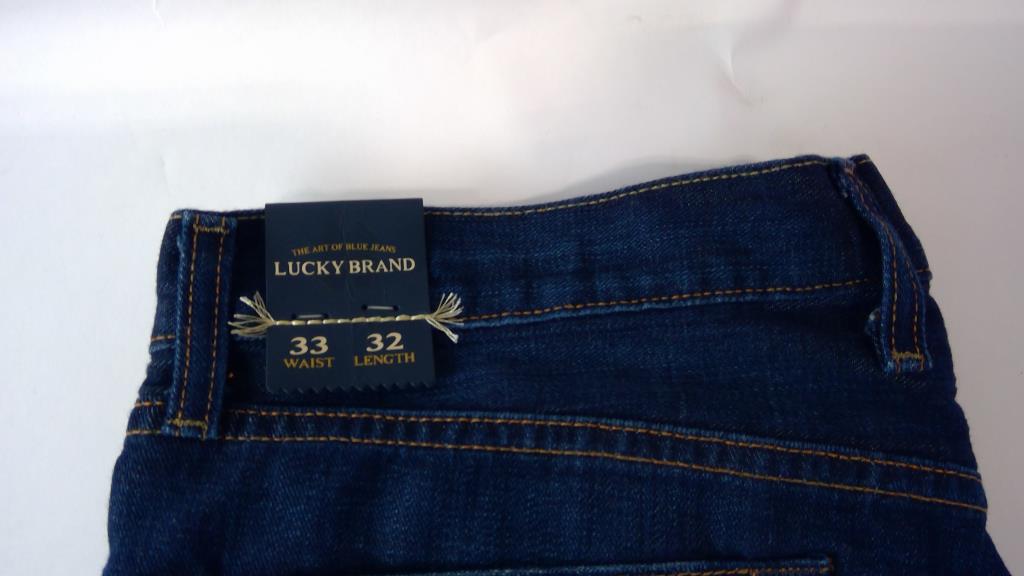 THE ART OF BLUE JEANS
LUCKY BRAND
33 32
WAIST LENGTH